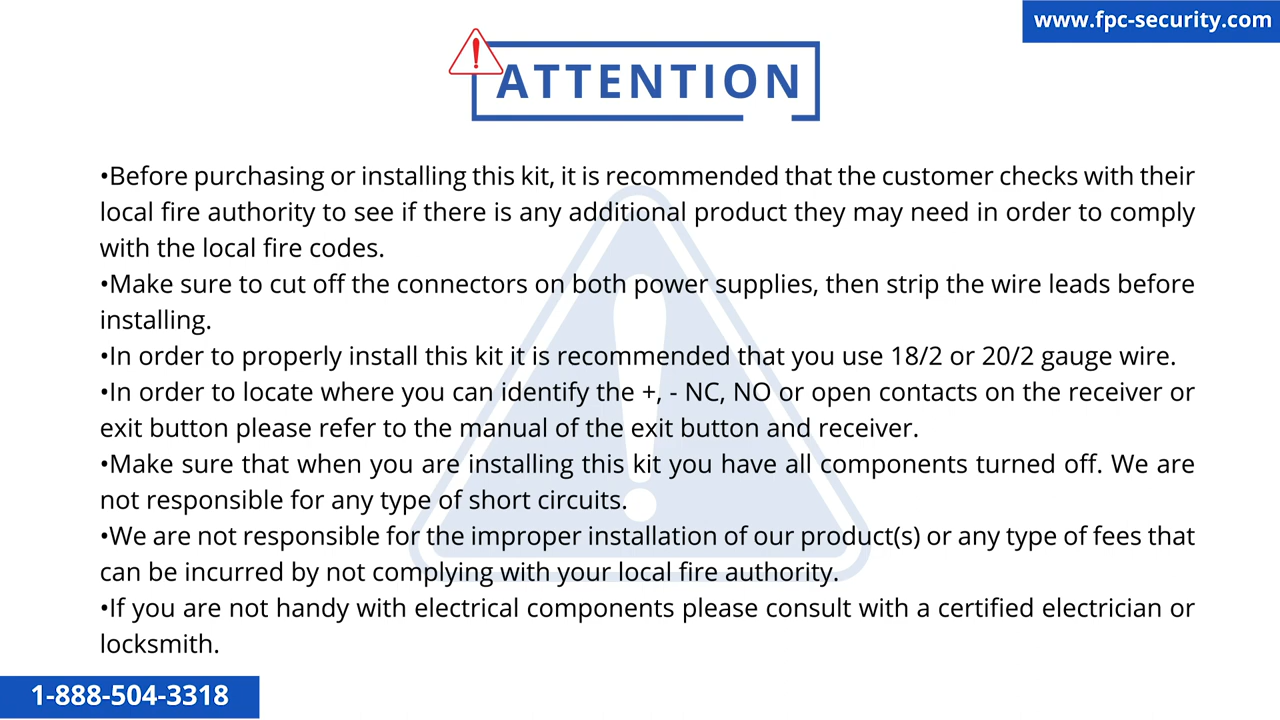 www.fpc-security.com
ATTENTION
•Before purchasing or installing this kit, it is recommended that the customer checks with their
local fire authority to see if there is any additional product they may need in order to comply
with the local fire codes.
•Make sure to cut off the connectors on both power supplies, then strip the wire leads before
installing.
•In order to properly install this kit it is recommended that you use 18/2 or 20/2 gauge wire.
•In order to locate where you can identify the +, - NC, NO or open contacts on the receiver or
exit button please refer to the manual of the exit button and receiver.
•Make sure that when you are installing this kit you have all components turned off. We are
not responsible for any type of short circuits.
•We are not responsible for the improper installation of our product(s) or any type of fees that
can be incurred by not complying with your local fire authority.
•If you are not handy with electrical components please consult with a certified electrician or
locksmith.
1-888-504-3318